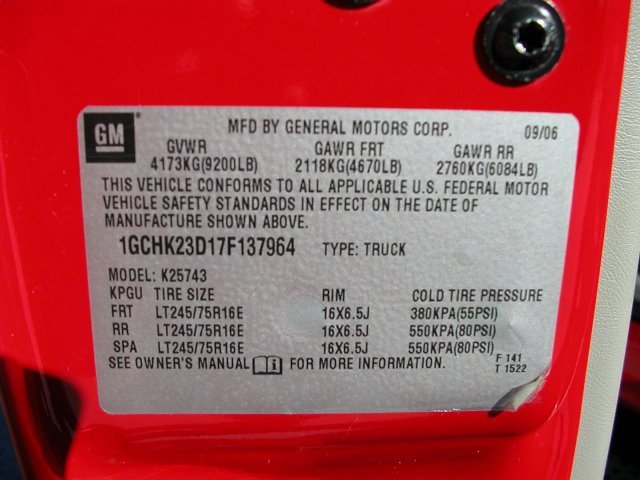 GM
MFD BY GENERAL MOTORS CORP. 09/06
GVWR GAWR FRT GAWR RR
4173KG(9200LB) 2118KG(4670LB) 2760KG(6084LB)
THIS VEHICLE CONFORMS TO ALL APPLICABLE U.S. FEDERAL MOTOR
VEHICLE SAFETY STANDARDS IN EFFECT ON THE DATE OF
MANUFACTURE SHOWN ABOVE.
1GCHK23D17F137964 TYPE: TRUCK
MODEL: K25743
KPGU TIRE SIZE RIM COLD TIRE PRESSURE
FRT LT245/75R16E 16X6.5J 380KPA(55PSI)
RR LT245/75R16E 16X6.5J 550KPA(80PSI)
SPA LT245/75R16E 16X6.5J 550KPA(80PSI)
SEE OWNER'S MANUAL FOR MORE INFORMATION. F 141
T 1522